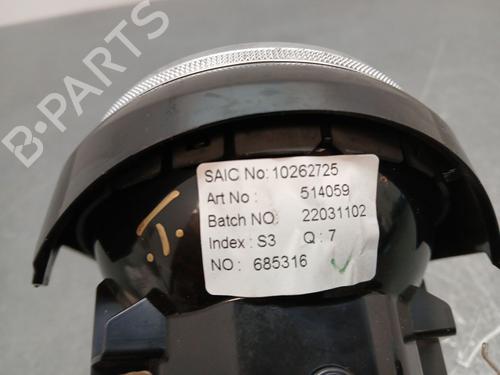 B-PARTS
SAIC No: 10262725
Art No : 514059
Batch NO: 22031102
Index : S3 Q : 7
NO : 685316
T.